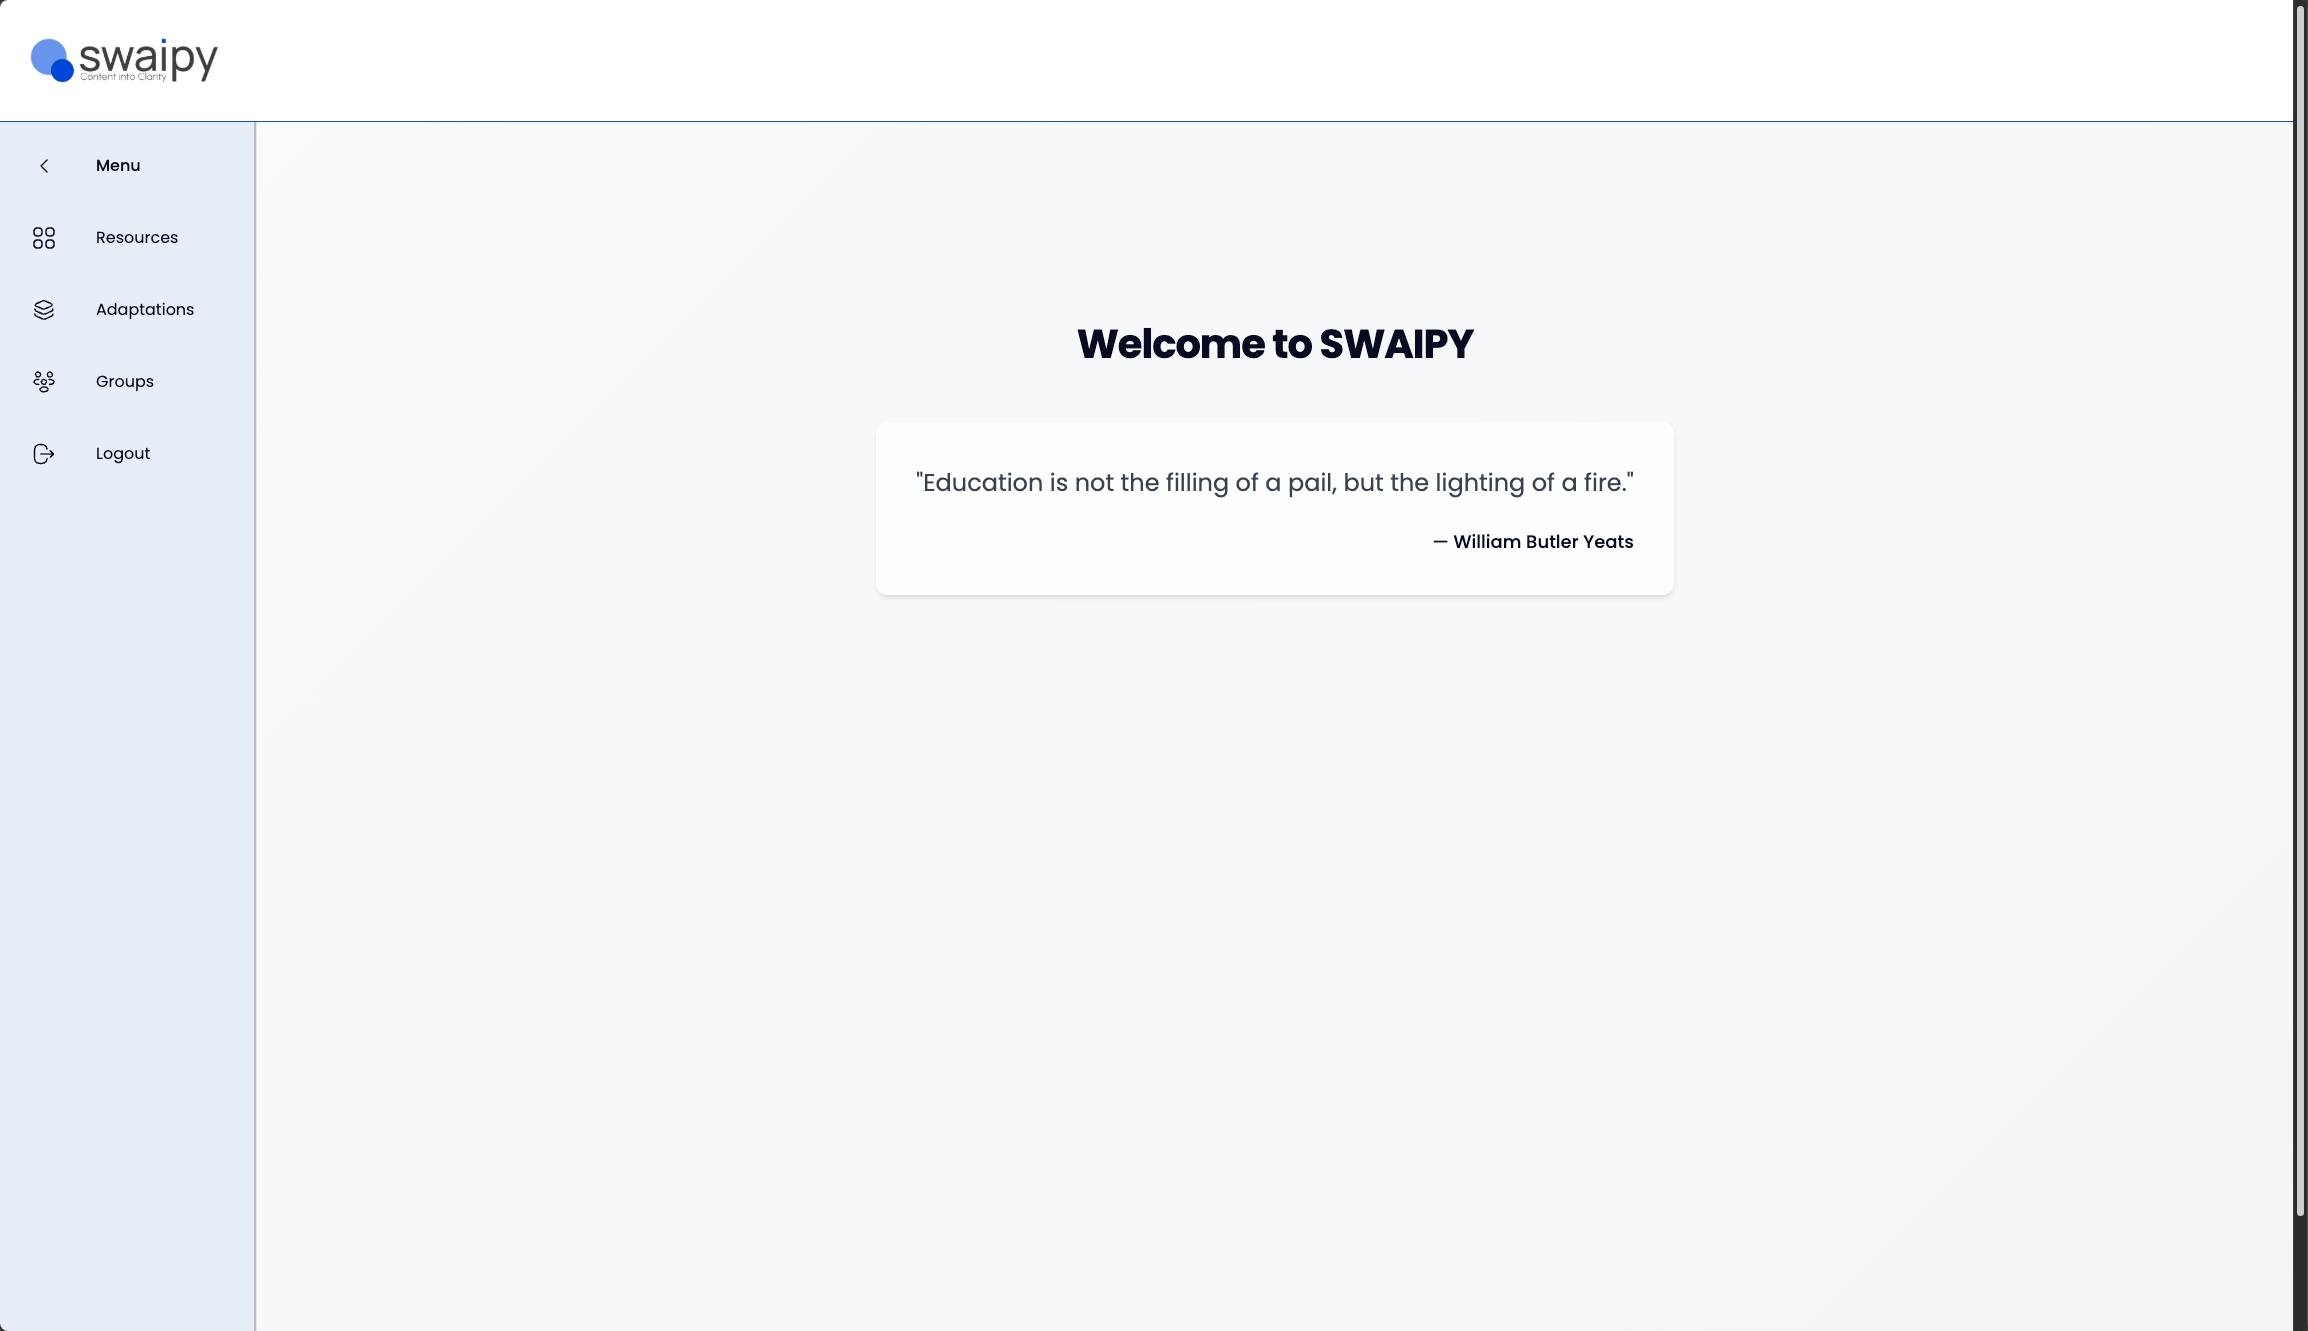 swaipy
Content into Clarity
Menu
Resources
Adaptations
Groups
Logout
Welcome to SWAIPY
"Education is not the filling of a pail, but the lighting of a fire."
— William Butler Yeats